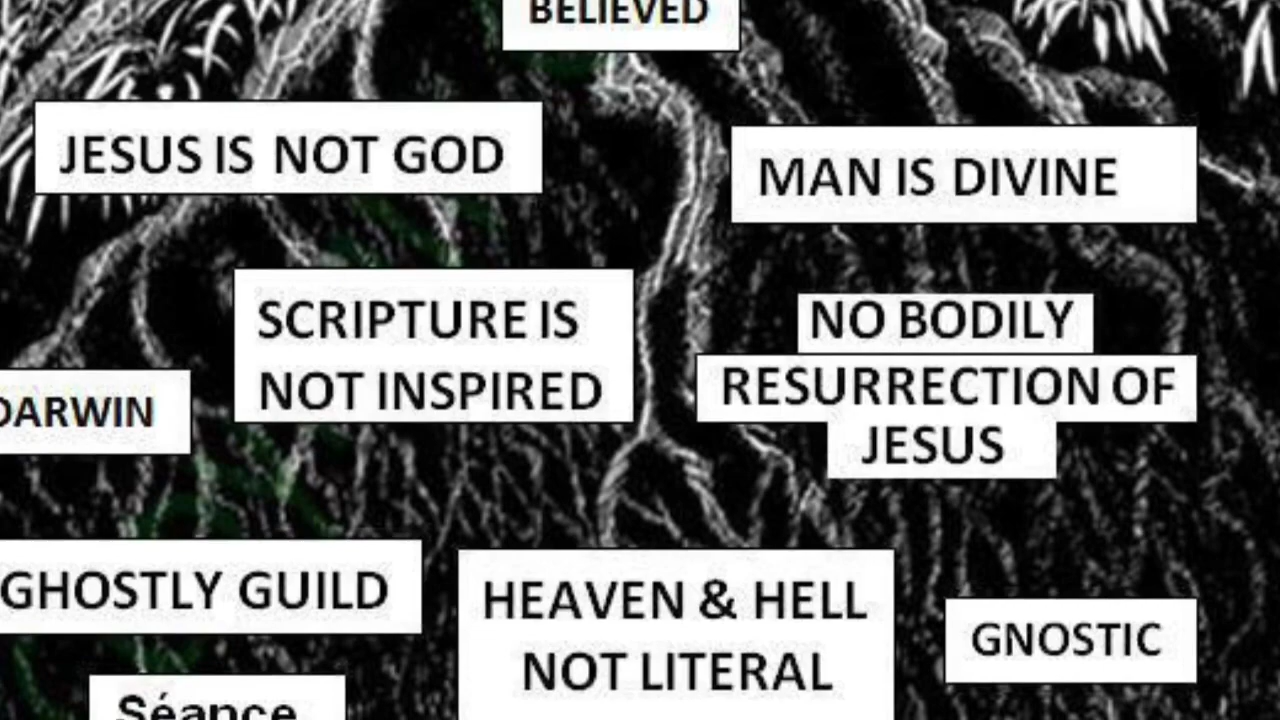 BELIEVED
JESUS IS NOT GOD
MAN IS DIVINE
SCRIPTURE IS
NOT INSPIRED
NO BODILY
RESURRECTION OF
JESUS
DARWIN
GHOSTLY GUILD
HEAVEN & HELL
NOT LITERAL
GNOSTIC
Séance